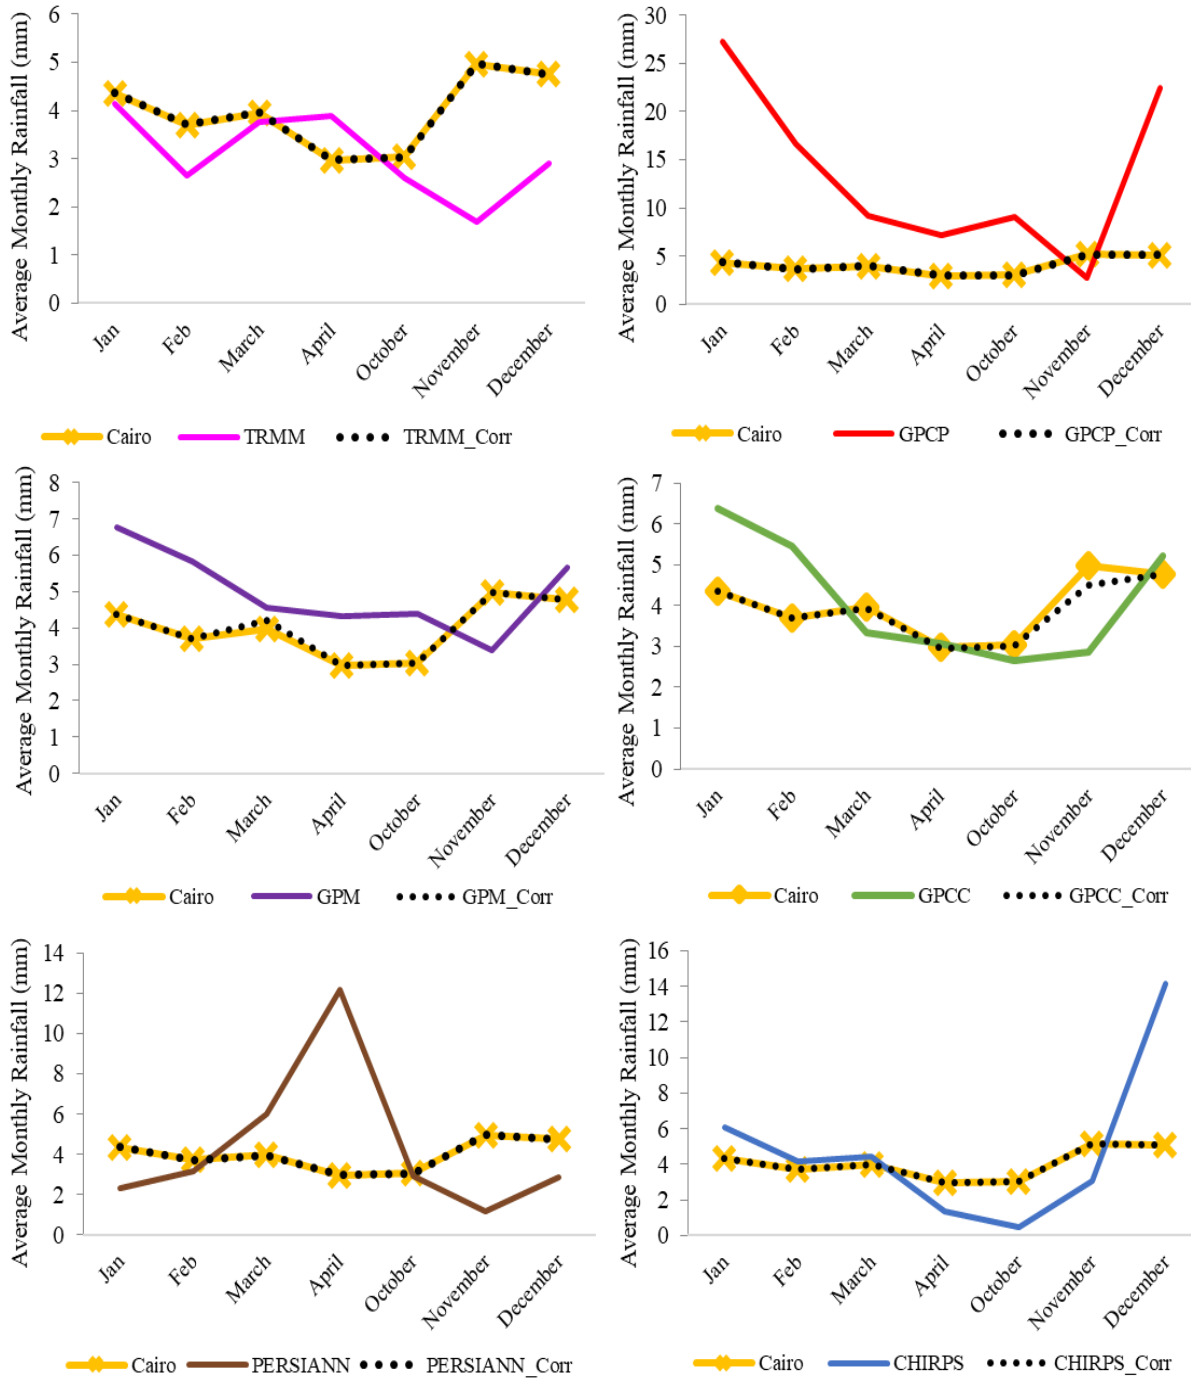 Average Monthly Rainfall (mm)
6
5
4
3
2
1
0
Jan
Feb
March
April
October
November
December
Cairo TRMM TRMM_Corr
Average Monthly Rainfall (mm)
30
25
20
15
10
5
0
Jan
Feb
March
April
October
November
December
Cairo GPCP GPCP_Corr
Average Monthly Rainfall (mm)
8
7
6
5
4
3
2
1
0
Jan
Feb
March
April
October
November
December
Cairo GPM GPM_Corr
Average Monthly Rainfall (mm)
7
6
5
4
3
2
1
0
Jan
Feb
March
April
October
November
December
Cairo GPCC GPCC_Corr
Average Monthly Rainfall (mm)
14
12
10
8
6
4
2
0
Jan
Feb
March
April
October
November
December
Cairo PERSIANN PERSIANN_Corr
Average Monthly Rainfall (mm)
16
14
12
10
8
6
4
2
0
Jan
Feb
March
April
October
November
December
Cairo CHIRPS CHIRPS_Corr